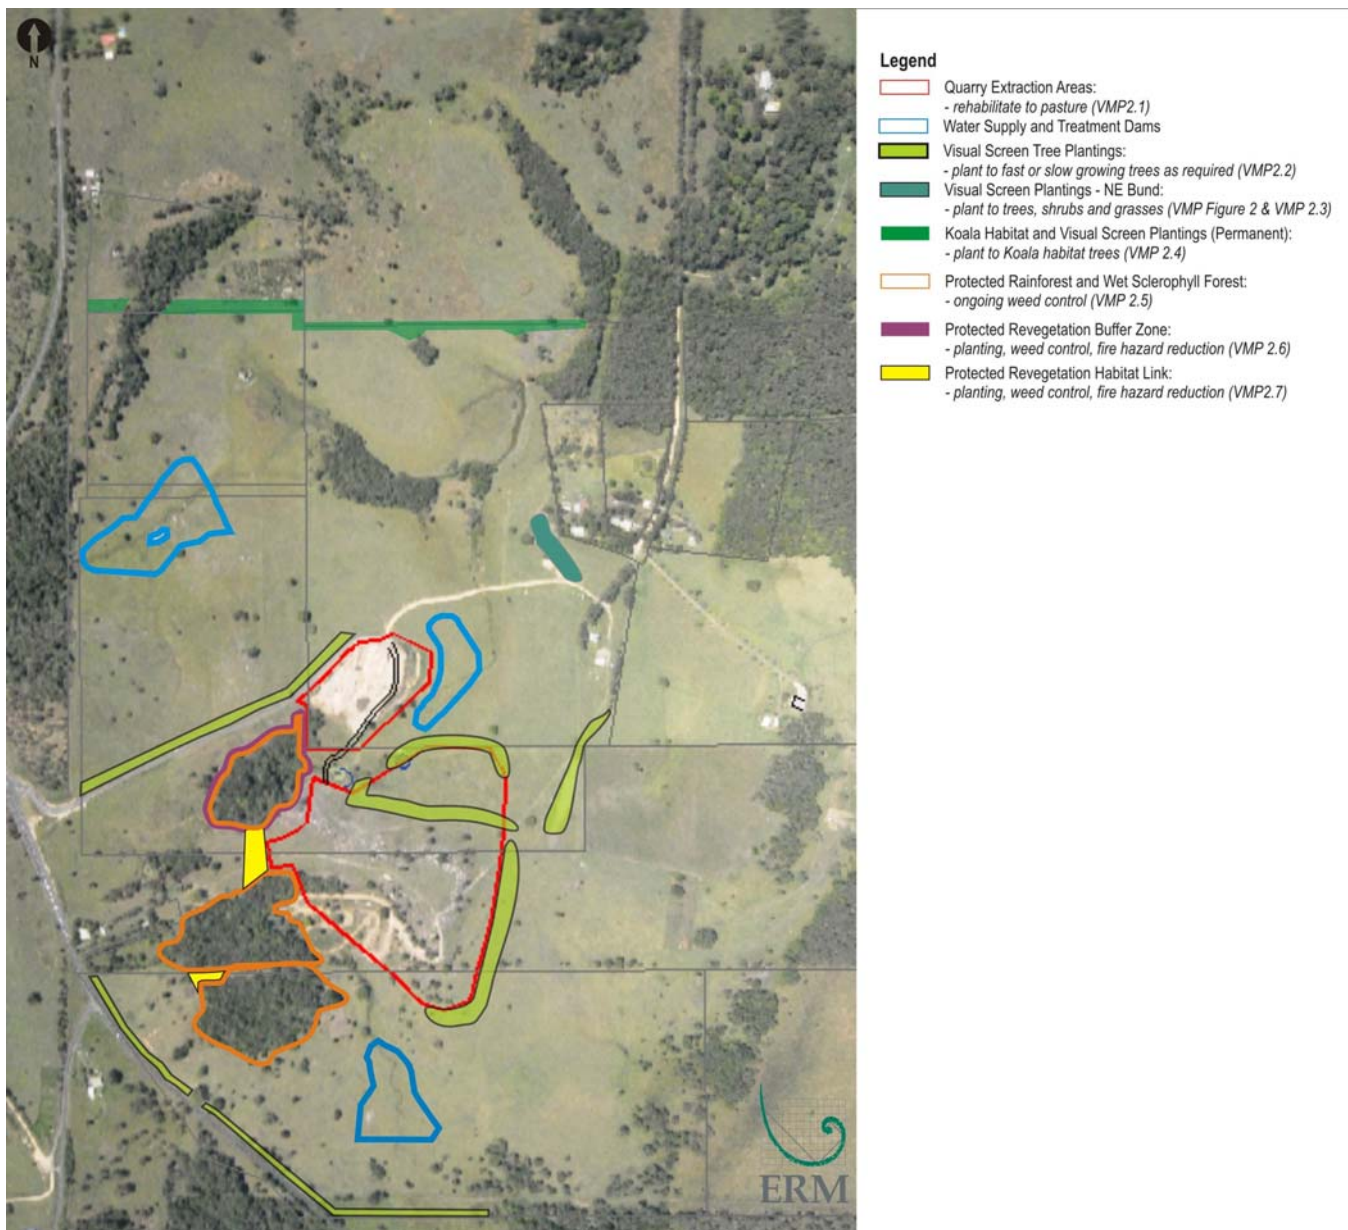 N
Legend
Quarry Extraction Areas:
- rehabilitate to pasture (VMP2.1)
Water Supply and Treatment Dams
Visual Screen Tree Plantings:
- plant to fast or slow growing trees as required (VMP2.2)
Visual Screen Plantings - NE Bund:
- plant to trees, shrubs and grasses (VMP Figure 2 & VMP 2.3)
Koala Habitat and Visual Screen Plantings (Permanent):
- plant to Koala habitat trees (VMP 2.4)
Protected Rainforest and Wet Sclerophyll Forest:
- ongoing weed control (VMP 2.5)
Protected Revegetation Buffer Zone:
- planting, weed control, fire hazard reduction (VMP 2.6)
Protected Revegetation Habitat Link:
- planting, weed control, fire hazard reduction (VMP2.7)
ERM